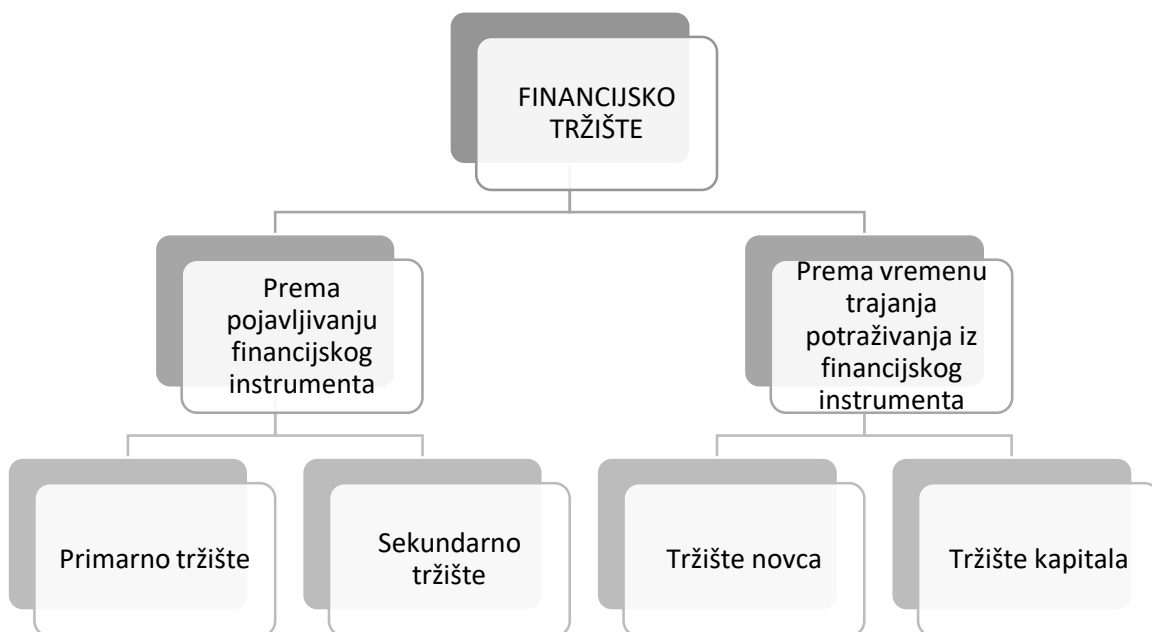 FINANCIJSKO
TRŽIŠTE
Prema
pojavljivanju
financijskog
instrumenta
Prema vremenu
trajanja
potraživanja iz
financijskog
instrumenta
Primarno tržište
Sekundarno
tržište
Tržište novca
Tržište kapitala